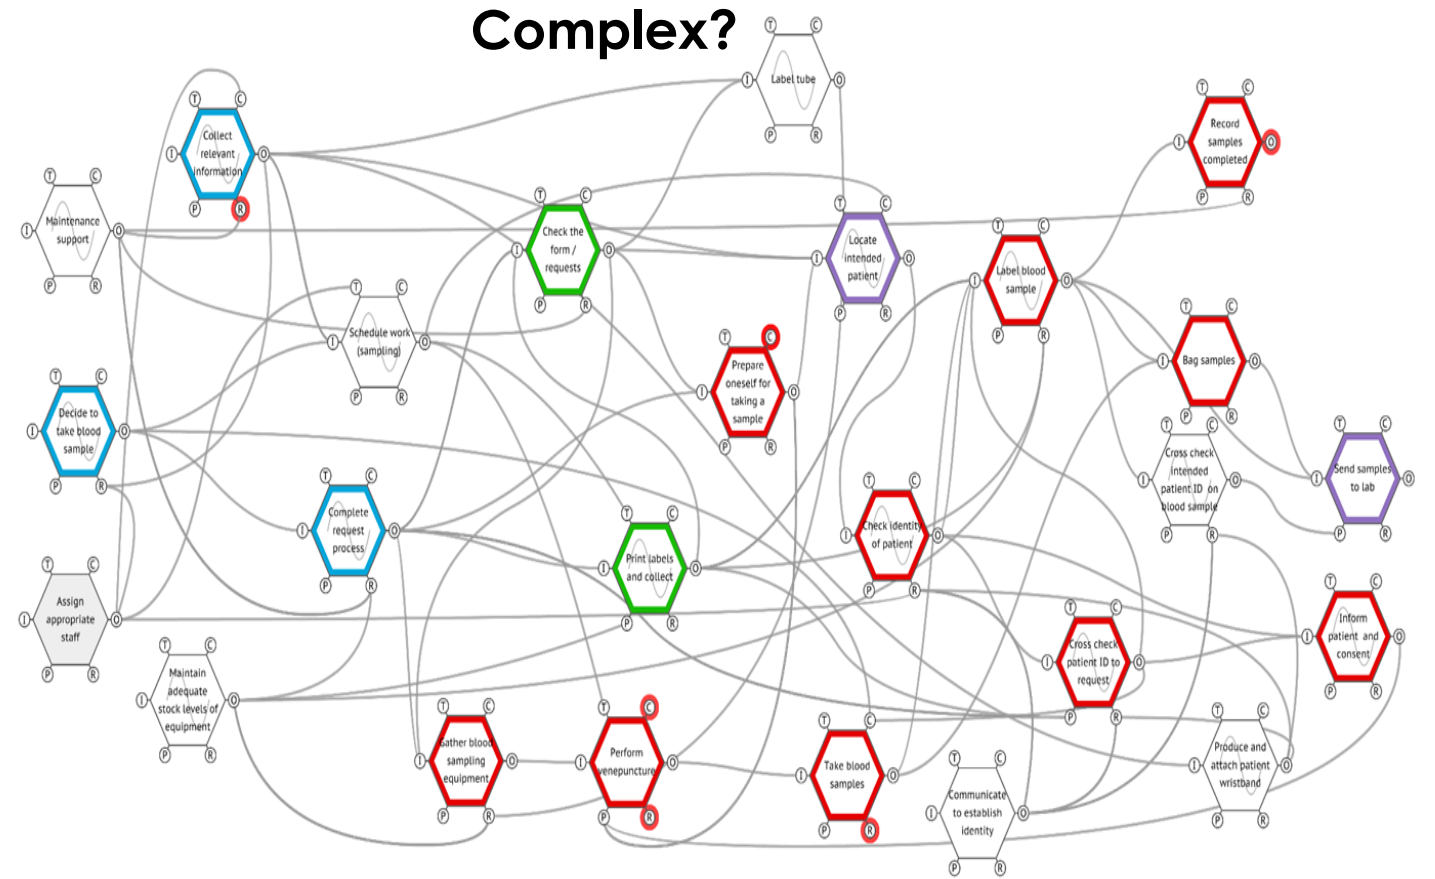 Complex?
T C
Label tube
I O
P R
T C
Collect
relevant
information
I O
P R
T C
Record
samples
completed
I O
P R
T C
Maintenance
support
I O
P R
T C
Check the
form /
requests
I O
P R
T C
Locate
intended
patient
I O
P R
T C
Label blood
sample
I O
P R
T C
Schedule work
(sampling)
I O
P R
T C
Prepare
oneself for
taking a
sample
I O
P R
T C
Bag samples
I O
P R
T C
Decide to
take blood
sample
I O
P R
T C
Cross check
intended
patient ID on
blood sample
I O
P R
T C
Send samples
to lab
I O
P R
T C
Complete
request
process
I O
P R
T C
Print labels
and collect
I O
P R
T C
Check identity
of patient
I O
P R
T C
Assign
appropriate
staff
I O
P R
T C
Cross check
patient ID to
request
I O
P R
T C
Inform
patient and
consent
I O
P R
T C
Maintain
adequate
stock levels of
equipment
I O
P R
T C
Gather blood
sampling
equipment
I O
P R
T C
Perform
venepuncture
I O
P R
T C
Take blood
samples
I O
P R
T C
Communicate
to establish
identity
I O
P R
T C
Produce and
attach patient
wristband
I O
P R